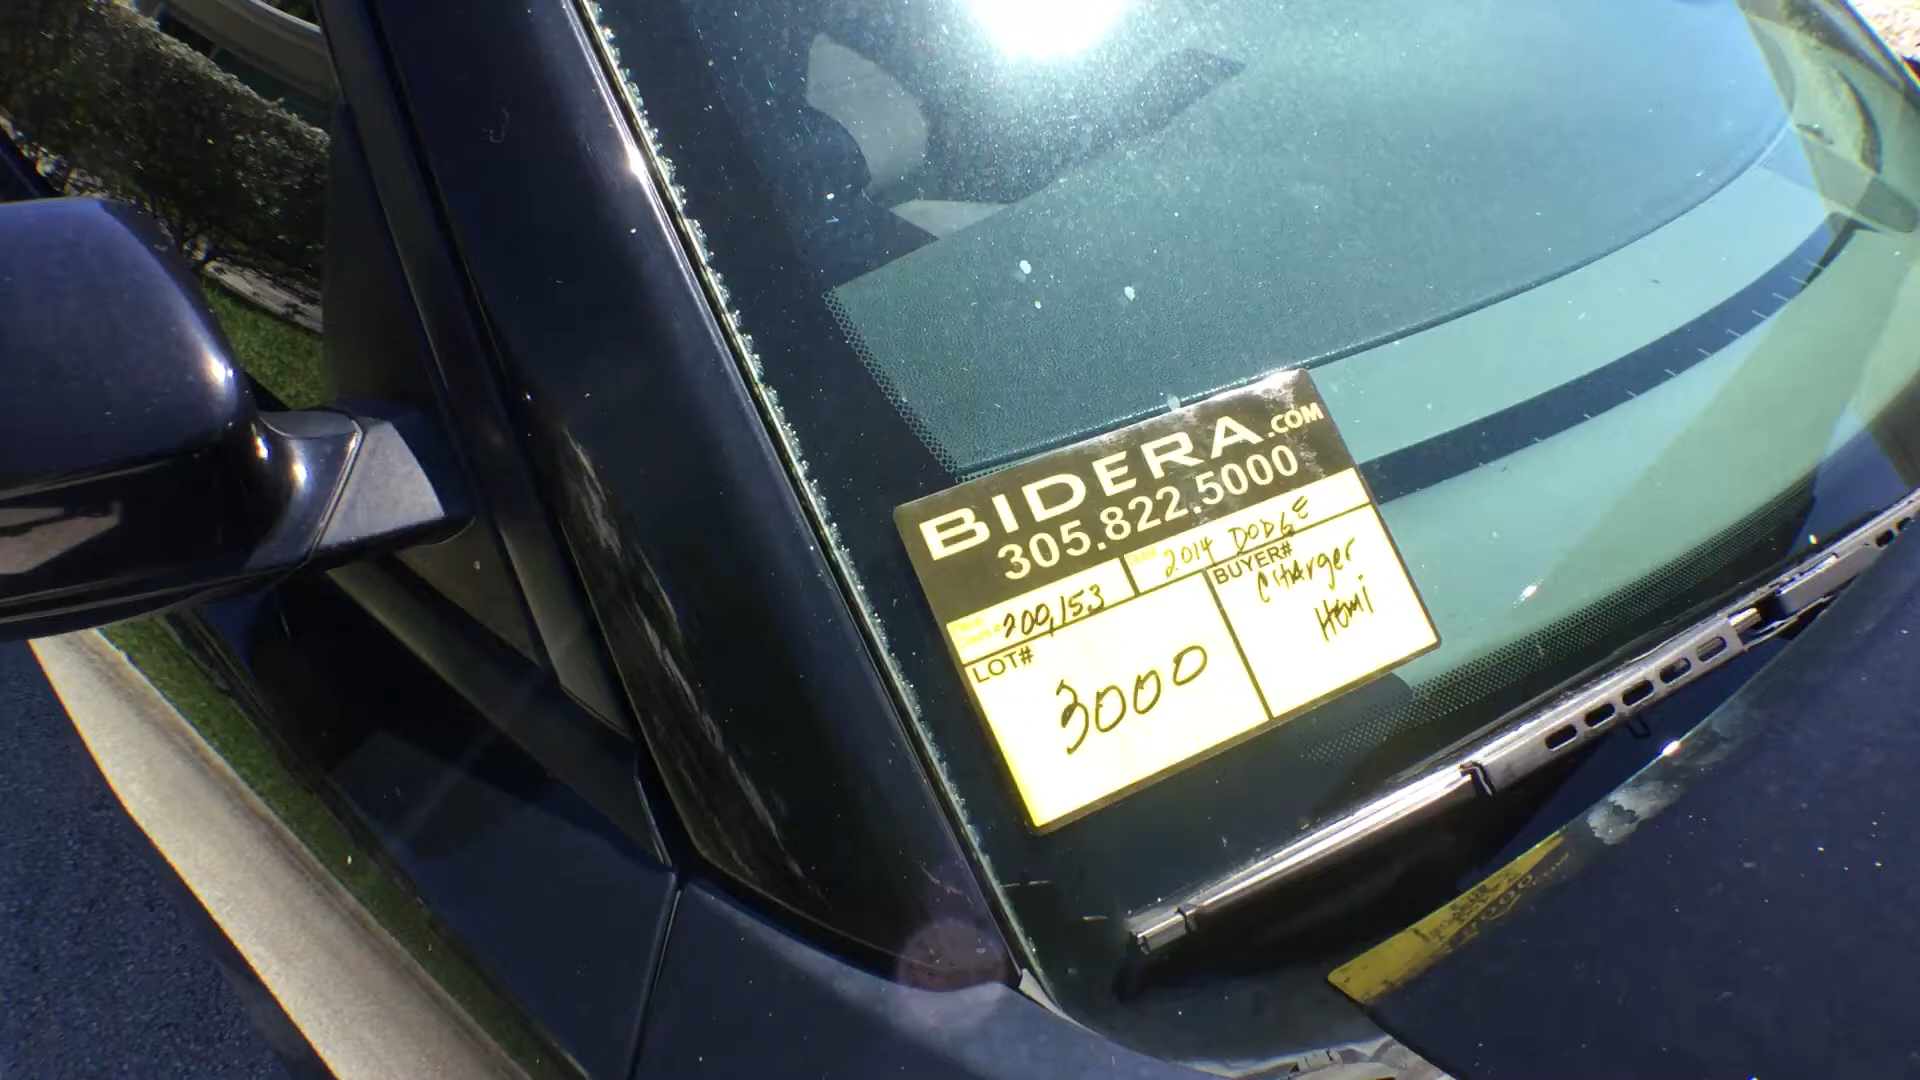 BIDERA.COM
305.822.5000
200,153
2014 DODGE
LOT#
3000
BUYER#
Charger
Hemi